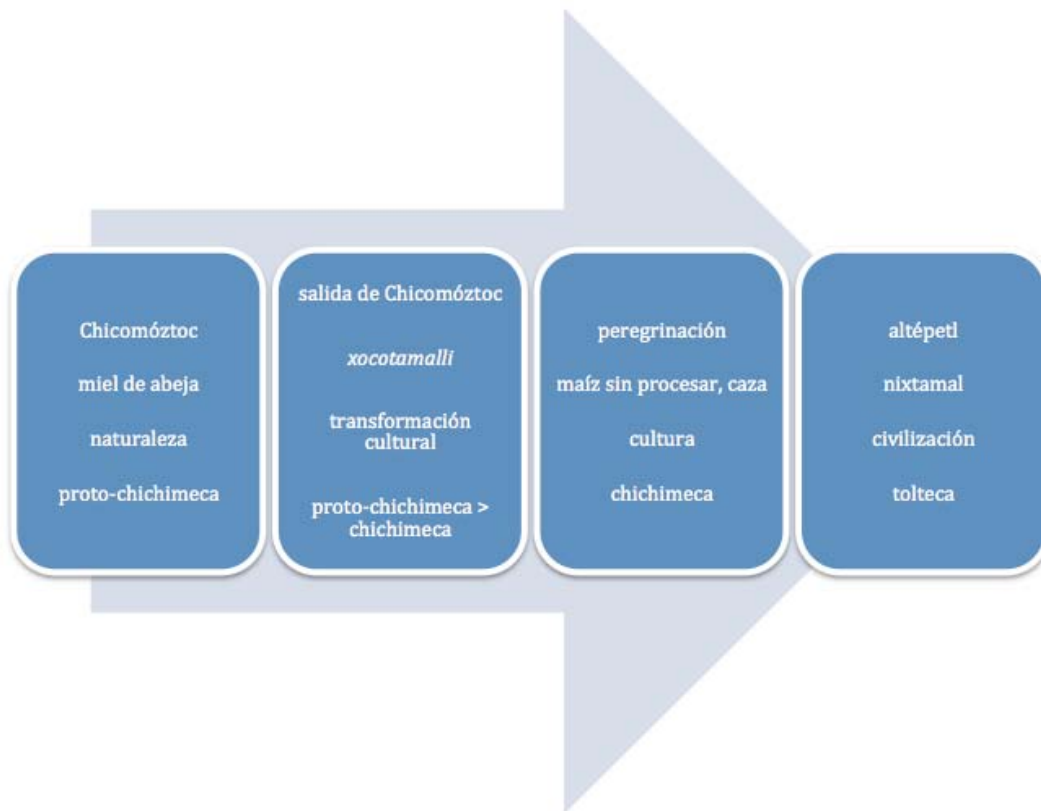 Chicomóztoc
miel de abeja
naturaleza
proto-chichimeca
salida de Chicomóztoc
xocotamalli
transformación
cultural
proto-chichimeca >
chichimeca
peregrinación
maíz sin procesar, caza
cultura
chichimeca
altépetl
nixtamal
civilización
tolteca